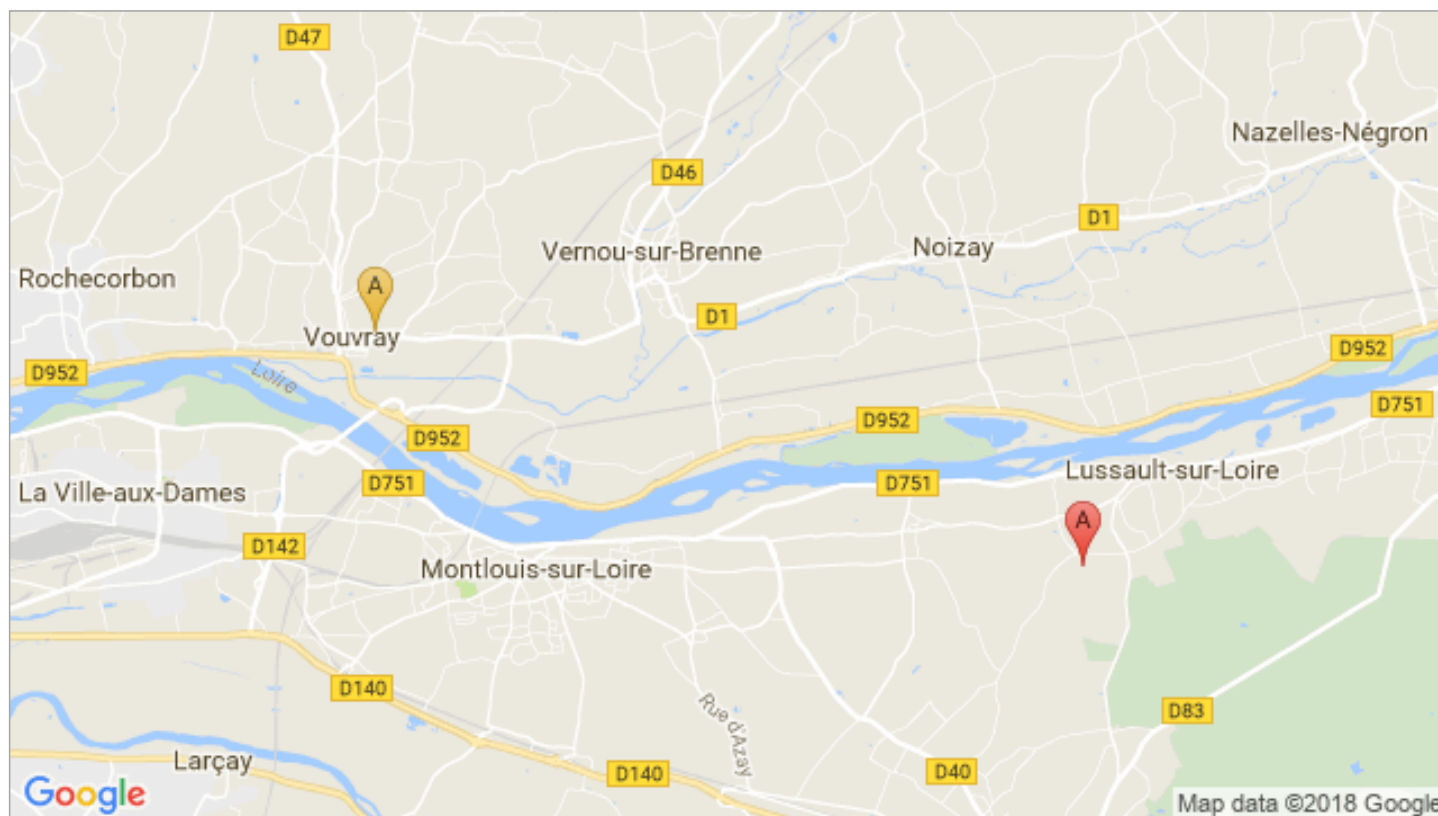 D47
Nazelles-Négron
D46
D1
Noizay
Vernou-sur-Brenne
Rochecorbon
A
D1
Vouvray
D952
D952
Loire
D751
D952
D952
Lussault-sur-Loire
D751
D751
La Ville-aux-Dames
A
D142
Montlouis-sur-Loire
D140
D83
Rue d'Azay
Larçay
D140
D40
Google
Map data ©2018 Google